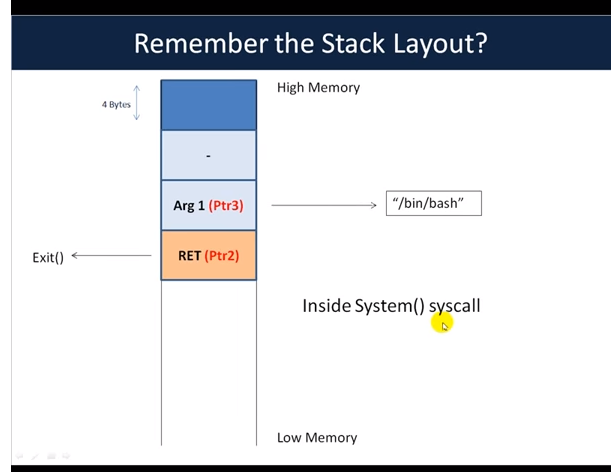 Remember the Stack Layout?
High Memory
4 Bytes
-
Arg 1 (Ptr3)
"/bin/bash"
Exit()
RET (Ptr2)
Inside System() syscall
Low Memory